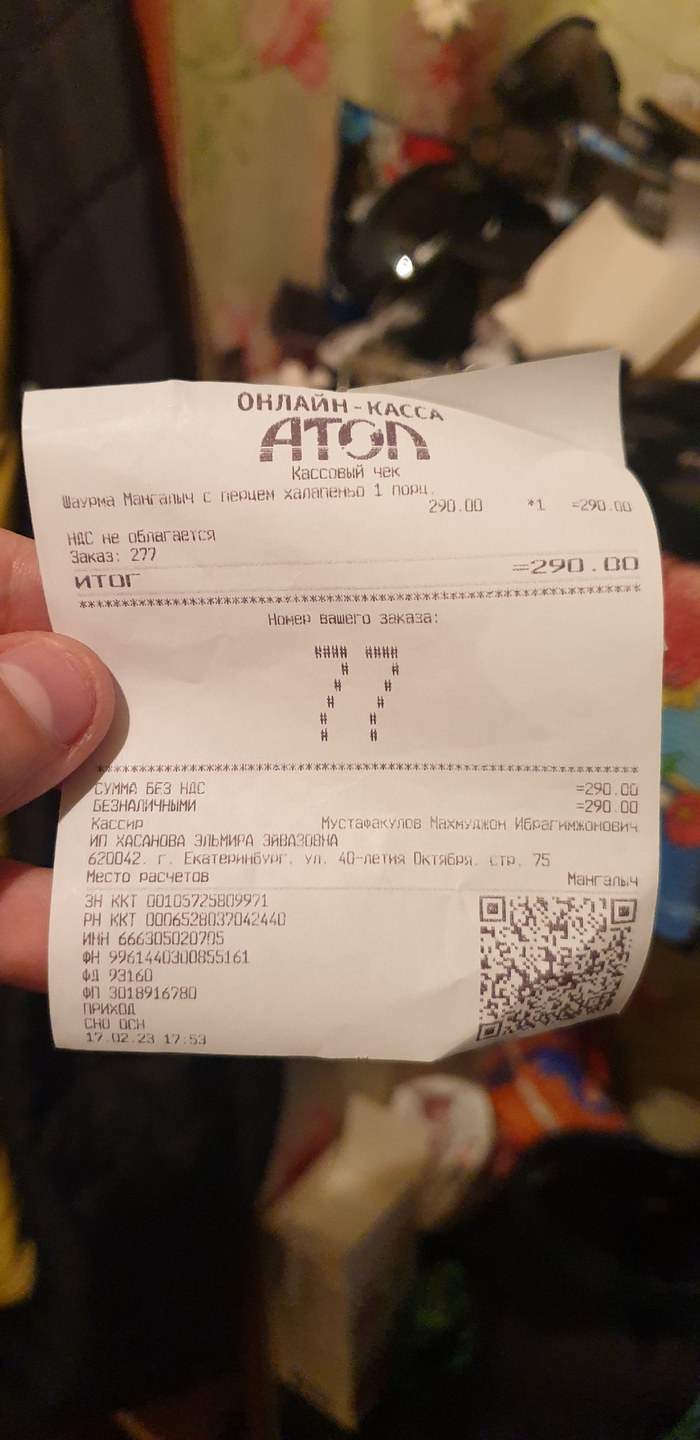 ОНЛАЙН-КАССА
АТОЛ
Кассовый чек
Шаурма Мангалыч с перцем халапеньо 1 порц.
290.00 *1 =290.00
НДС не облагается
Заказ: 277
ИТОГ =290.00
************************************************************
Номер вашего заказа:
77
************************************************************
СУММА БЕЗ НДС =290.00
БЕЗНАЛИЧНЫМИ =290.00
Кассир Мустафакулов Махмуджон Ибрагимжонович
ИП ХАСАНОВА ЭЛЬМИРА ЭЙВАЗОВНА
620042. г. Екатеринбург. ул. 40-летия Октября. стр. 75
Место расчетов Мангалыч
ЗН ККТ 00105725809971
РН ККТ 0006528037042440
ИНН 666305020705
ФН 9961440300855161
ФД 93160
ФП 3018916780
ПРИХОД
СНО ОСН
17.02.23 17:53